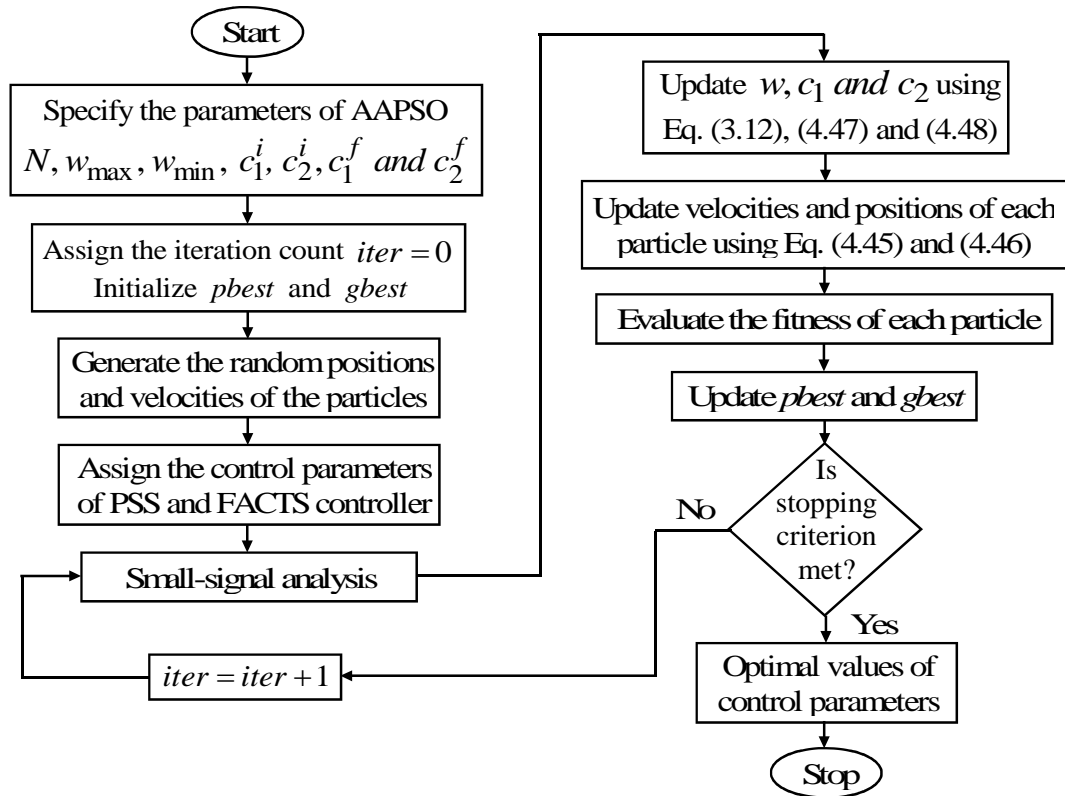 Start
Specify the parameters of AAPSO
N, w_max, w_min, c_1^i, c_2^i, c_1^f and c_2^f
Assign the iteration count iter = 0
Initialize pbest and gbest
Generate the random positions
and velocities of the particles
Assign the control parameters
of PSS and FACTS controller
Small-signal analysis
iter = iter + 1
Update w, c_1 and c_2 using
Eq. (3.12), (4.47) and (4.48)
Update velocities and positions of each
particle using Eq. (4.45) and (4.46)
Evaluate the fitness of each particle
Update pbest and gbest
Is
stopping
criterion
met?
No
Yes
Optimal values of
control parameters
Stop